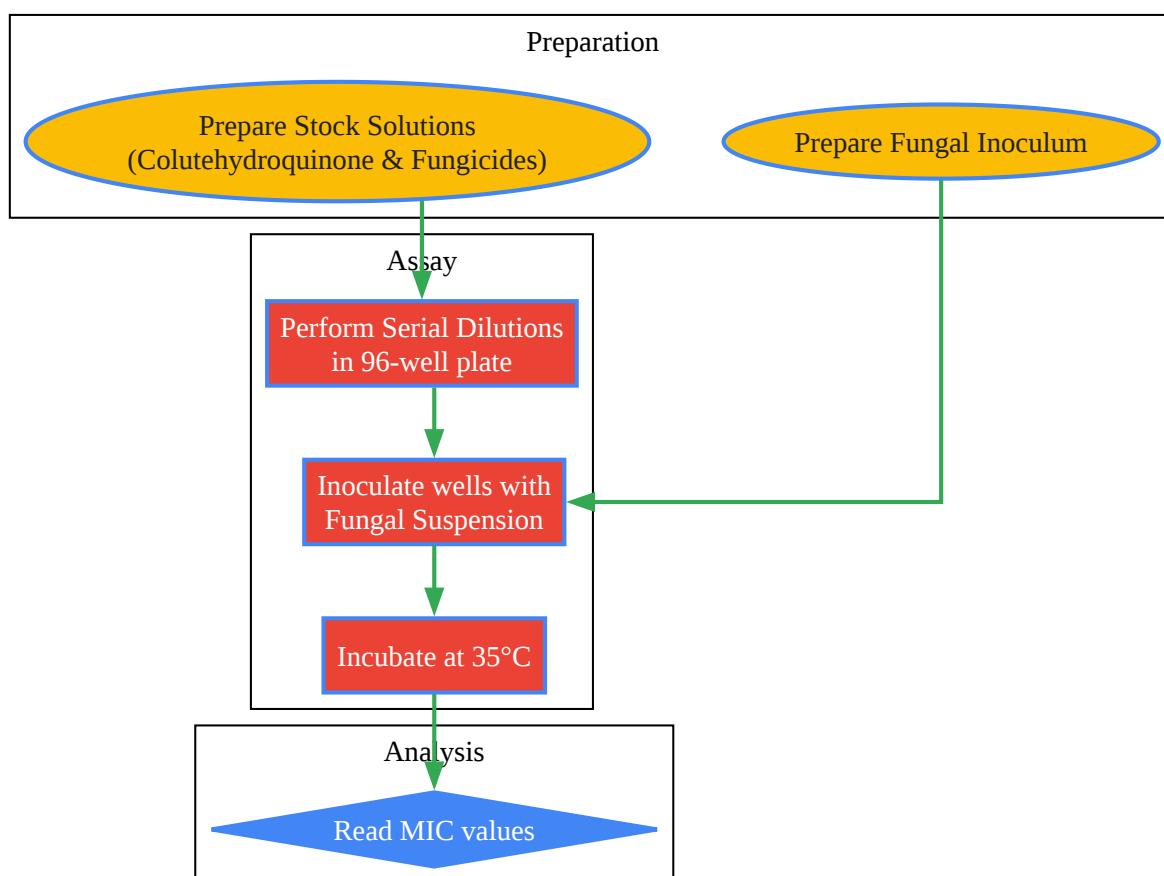 Preparation
Prepare Stock Solutions
(Colutehydroquinone & Fungicides)
Prepare Fungal Inoculum
Assay
Perform Serial Dilutions
in 96-well plate
Inoculate wells with
Fungal Suspension
Incubate at 35°C
Analysis
Read MIC values